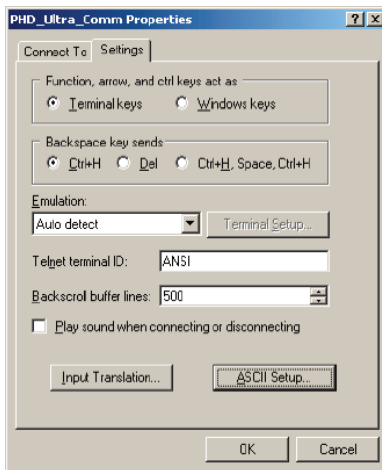 PHD_Ultra_Comm Properties
Connect To Settings
Function, arrow, and ctrl keys act as
Terminal keys Windows keys
Backspace key sends
Ctrl+H Del Ctrl+H, Space, Ctrl+H
Emulation:
Auto detect Terminal Setup...
Telnet terminal ID: ANSI
Backscrol buffer lines: 500
Play sound when connecting or disconnecting
Input Translation... ASCII Setup...
OK Cancel